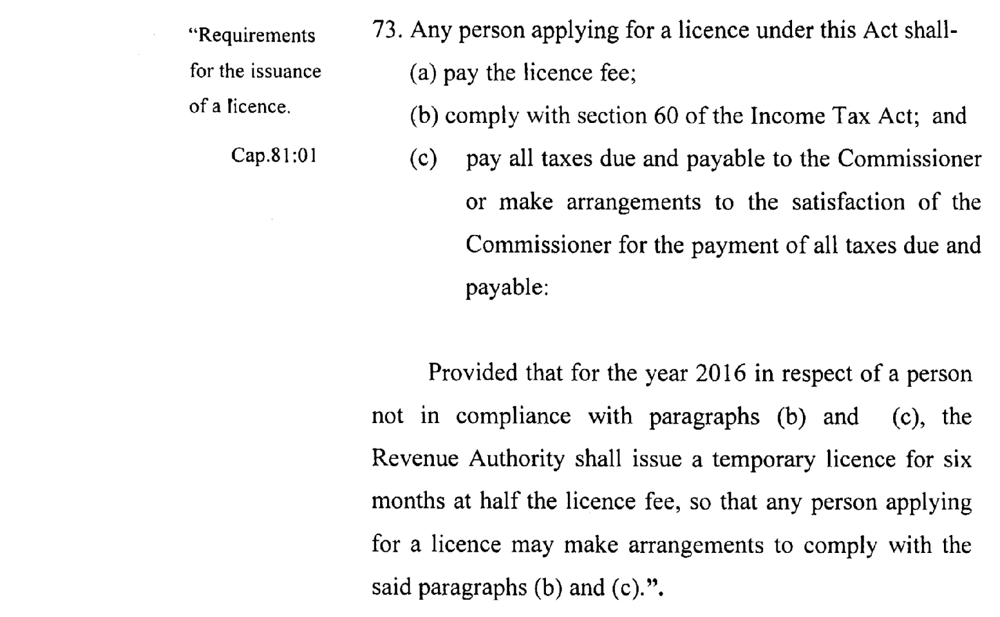 “Requirements
for the issuance
of a licence.
Cap.81:01
73. Any person applying for a licence under this Act shall-
(a) pay the licence fee;
(b) comply with section 60 of the Income Tax Act; and
(c) pay all taxes due and payable to the Commissioner
or make arrangements to the satisfaction of the
Commissioner for the payment of all taxes due and
payable:
Provided that for the year 2016 in respect of a person
not in compliance with paragraphs (b) and (c), the
Revenue Authority shall issue a temporary licence for six
months at half the licence fee, so that any person applying
for a licence may make arrangements to comply with the
said paragraphs (b) and (c).”.